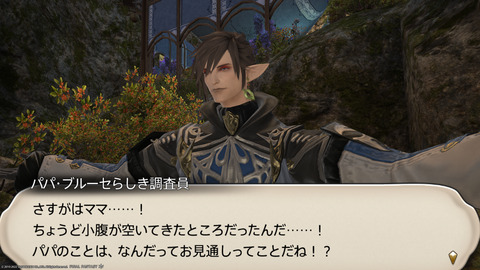 パパ・ブルーセらしき調査員
さすがはママ……！
ちょうど小腹が空いてきたところだったんだ……！
パパのことは、なんだってお見通しってことだね！？